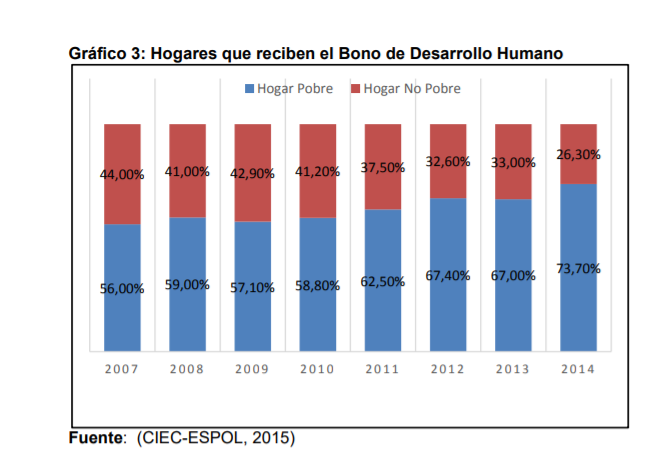 Gráfico 3: Hogares que reciben el Bono de Desarrollo Humano
Hogar Pobre Hogar No Pobre
44,00% 41,00% 42,90% 41,20% 37,50% 32,60% 33,00% 26,30%
56,00% 59,00% 57,10% 58,80% 62,50% 67,40% 67,00% 73,70%
2007 2008 2009 2010 2011 2012 2013 2014
Fuente: (CIEC-ESPOL, 2015)